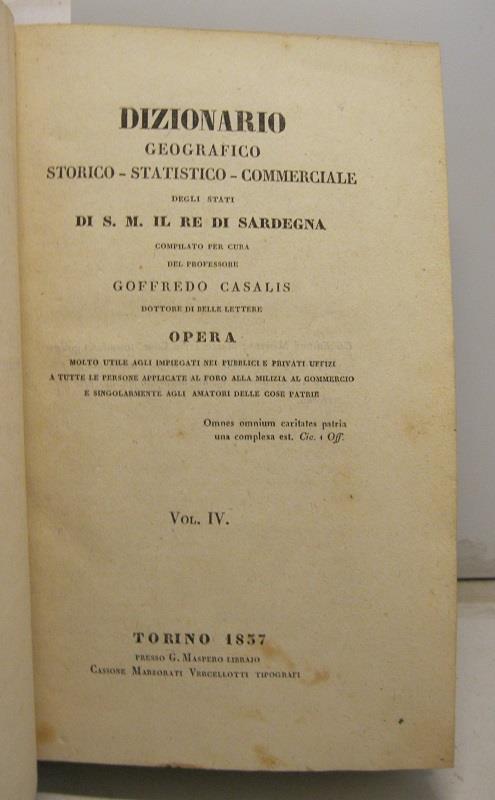 DIZIONARIO
GEOGRAFICO
STORICO - STATISTICO - COMMERCIALE
DEGLI STATI
DI S. M. IL RE DI SARDEGNA
COMPILATO PER CURA
DEL PROFESSORE
GOFFREDO CASALIS
DOTTORE DI BELLE LETTERE
OPERA
MOLTO UTILE AGLI IMPIEGATI NEI PUBBLICI E PRIVATI UFFIZI
A TUTTE LE PERSONE APPLICATE AL FORO ALLA MILIZIA AL COMMERCIO
E SINGOLARMENTE AGLI AMATORI DELLE COSE PATRIE
Omnes omnium caritates patria
una complexa est. Cic. 1 Off.
VOL. IV.
TORINO 1837
PRESSO G. MASPERO LIBRAJO
CASSONE MARZORATI VERCELLOTTI TIPOGRAFI